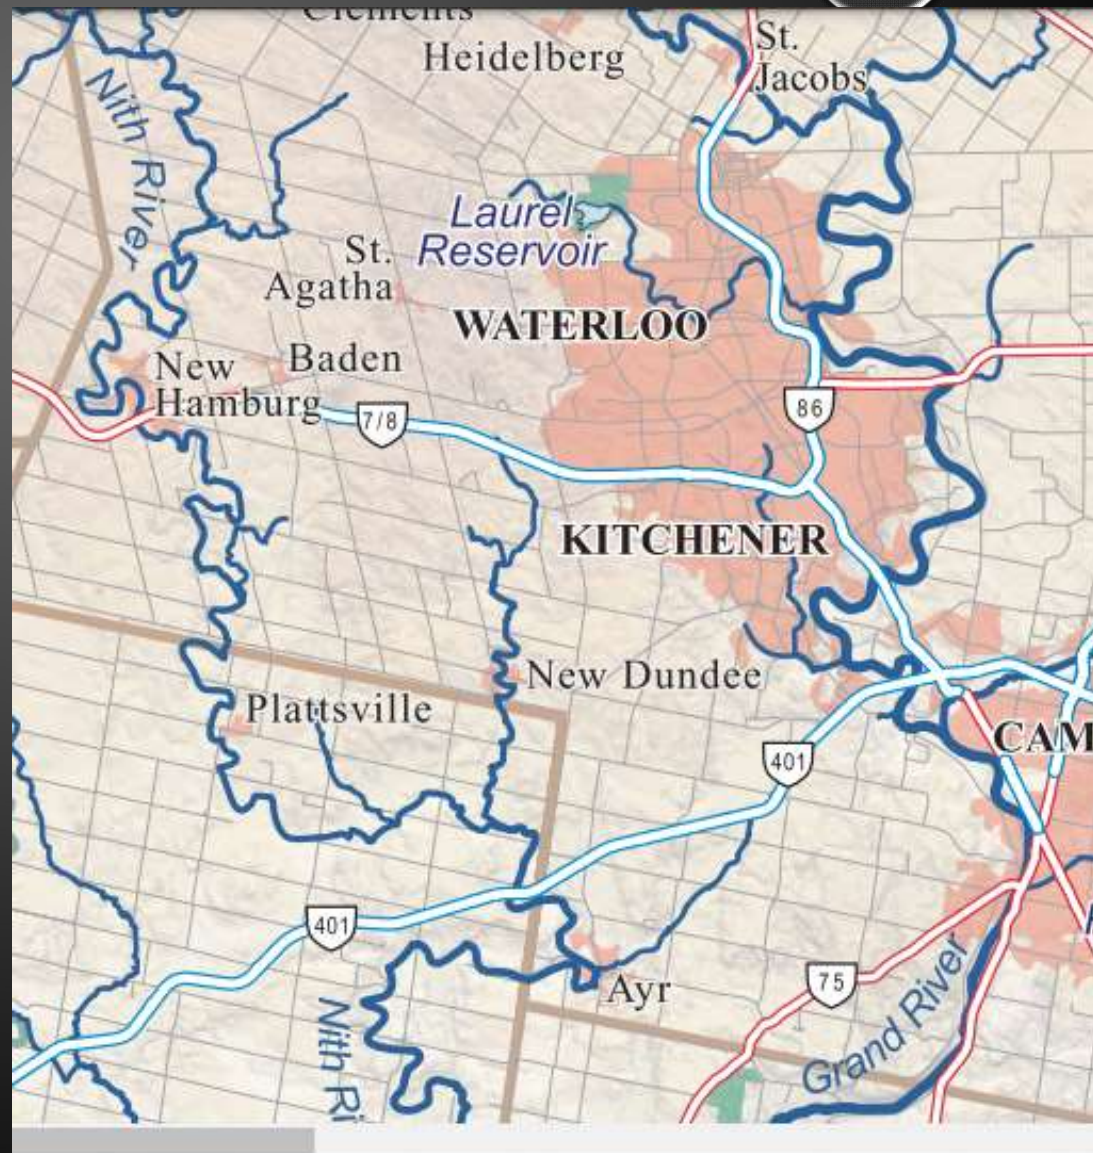 Clements
Heidelberg
St.
Jacobs
Nith River
Laurel
Reservoir
St.
Agatha
WATERLOO
New
Hamburg
Baden
7/8
86
KITCHENER
New Dundee
Plattsville
CAM
401
401
Ayr
75
Grand River
Nith Ri